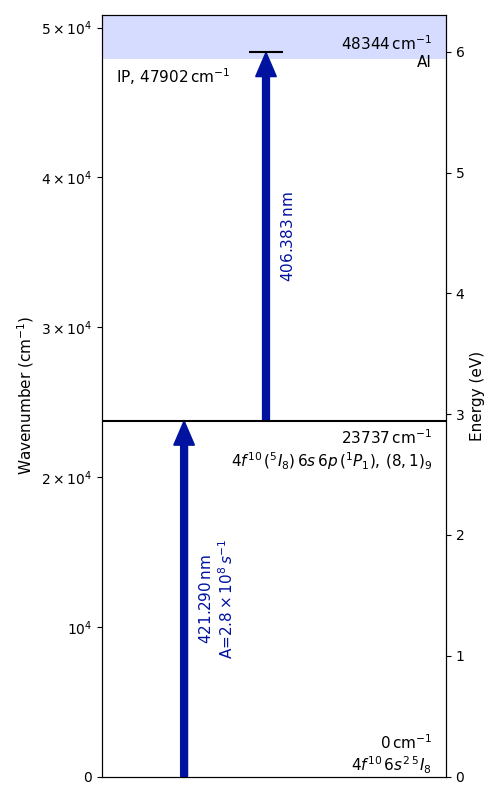 5 × 10⁴
4 × 10⁴
3 × 10⁴
2 × 10⁴
10⁴
0
Wavenumber (cm⁻¹)
48344 cm⁻¹
AI
IP, 47902 cm⁻¹
406.383 nm
23737 cm⁻¹
4f¹⁰ (⁵I₈) 6s 6p (¹P₁), (8, 1)₉
421.290 nm
A=2.8 × 10⁸ s⁻¹
0 cm⁻¹
4f¹⁰ 6s² ⁵I₈
6
5
4
3
2
1
0
Energy (eV)